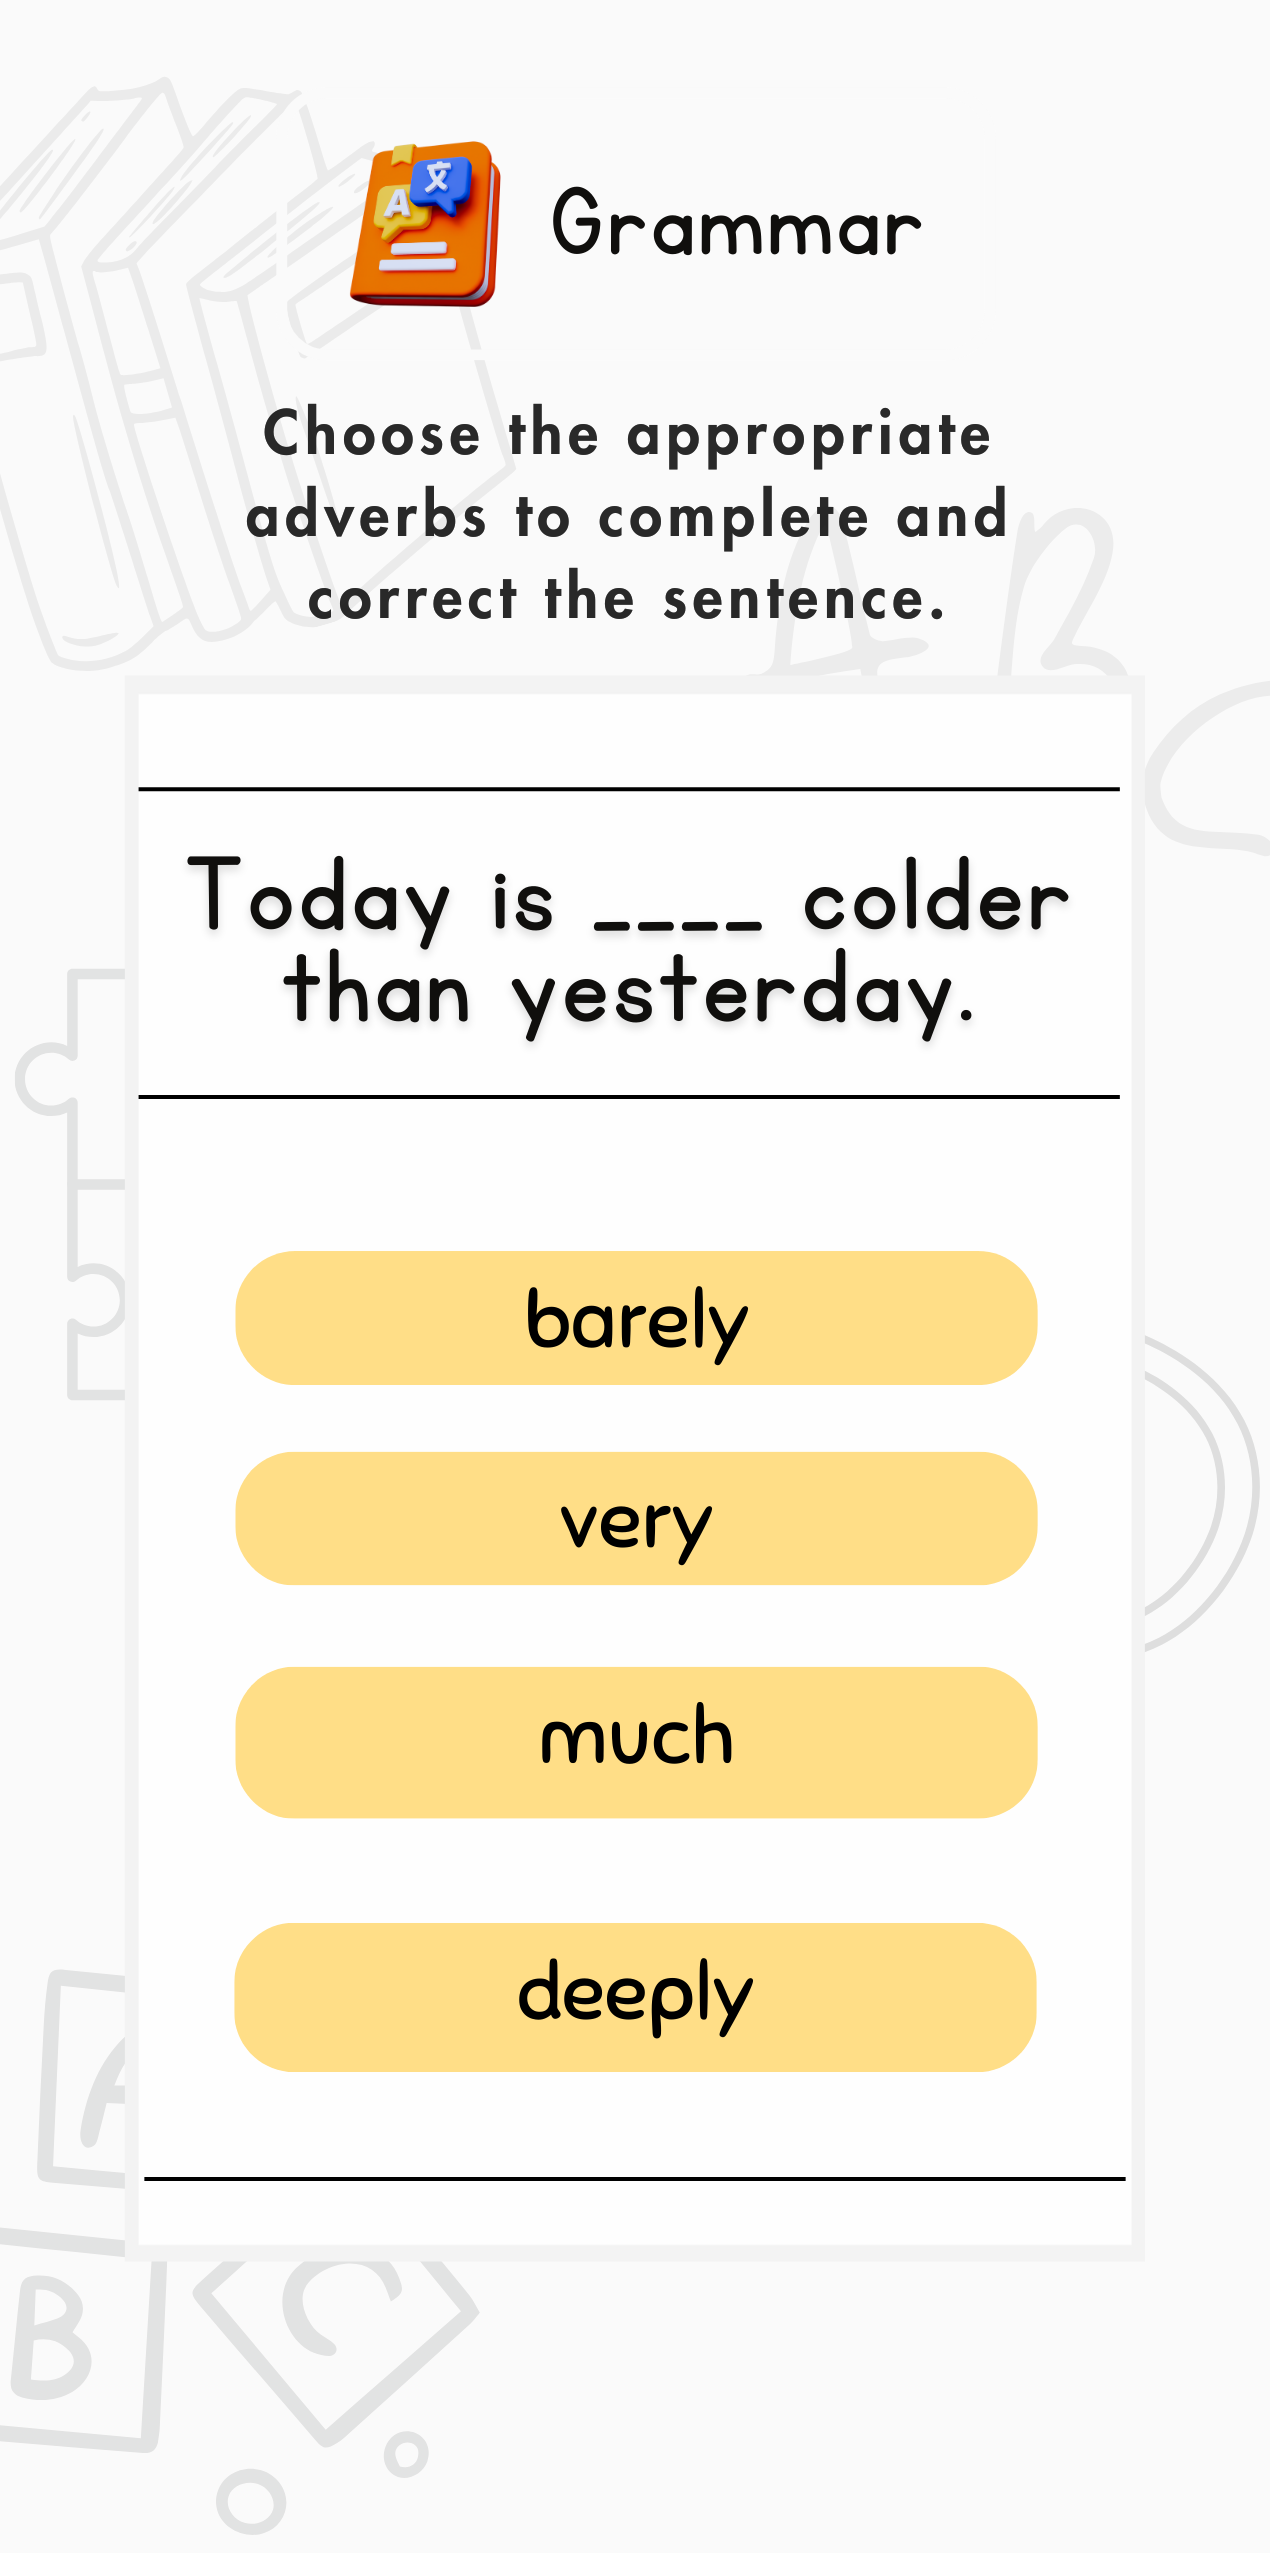 A 文
Grammar
Choose the appropriate
adverbs to complete and
correct the sentence.
A B
Today is ____ colder
than yesterday.
barely
very
much
deeply
A
B C